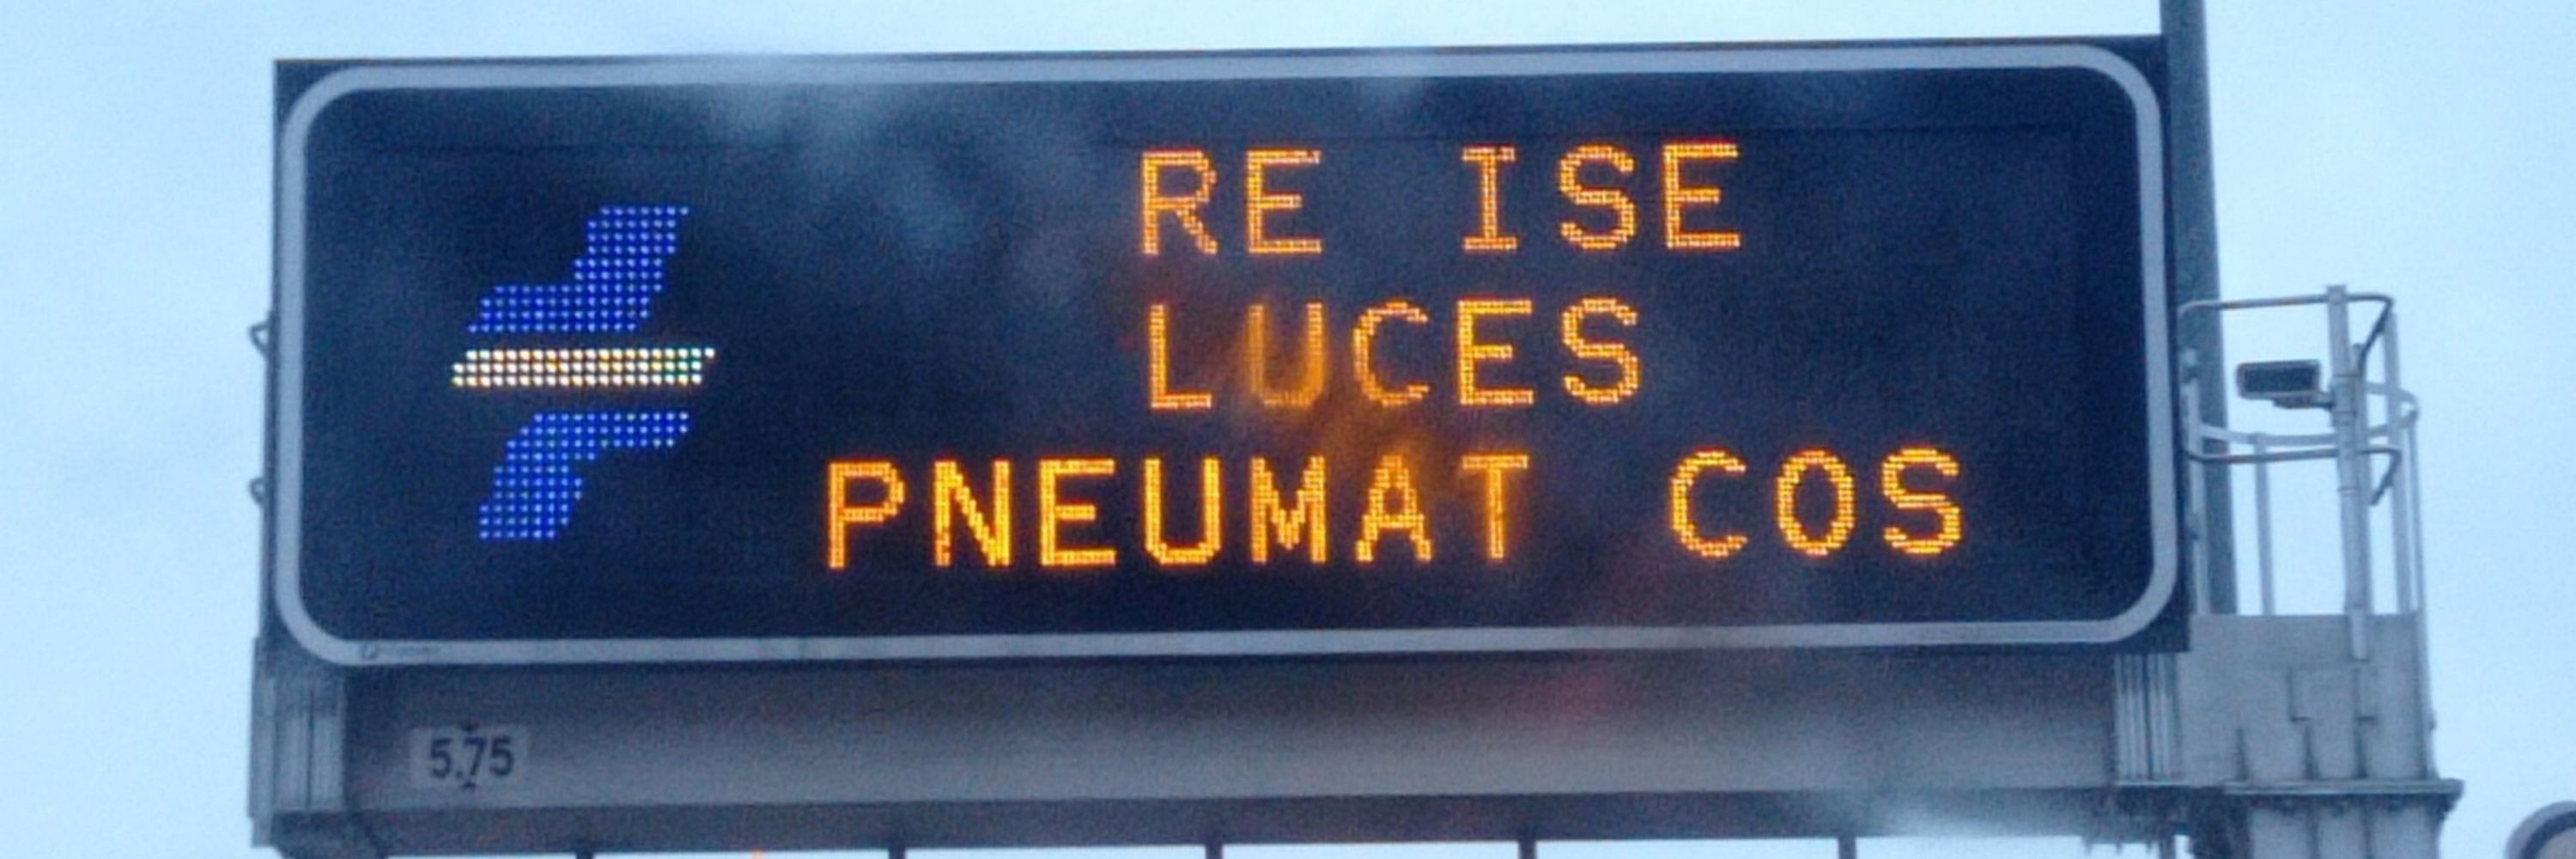 RE ISE
LUCES
PNEUMAT COS
5.75